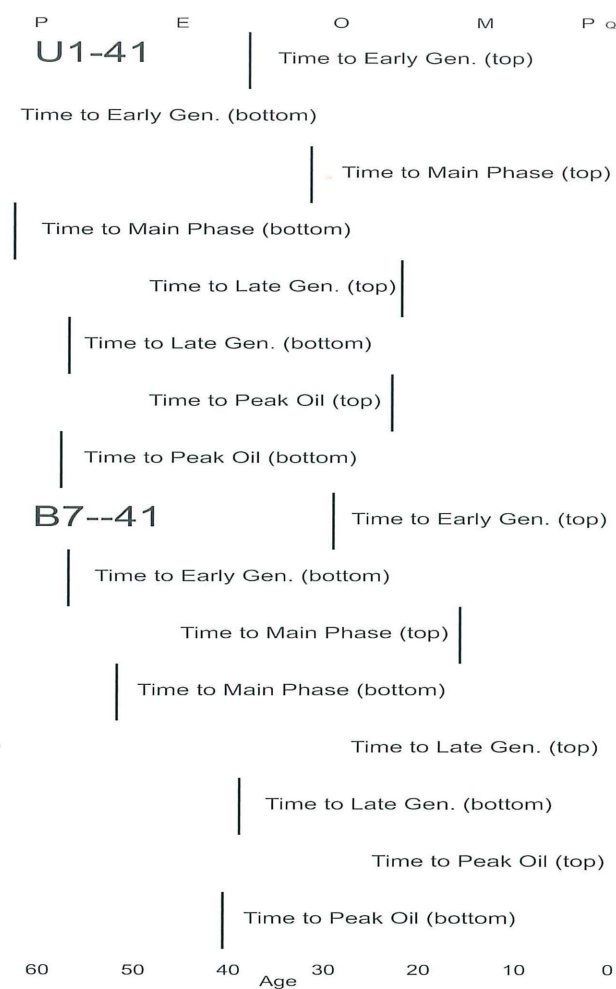 P E O M P Q
U1-41 Time to Early Gen. (top)
Time to Early Gen. (bottom)
Time to Main Phase (top)
Time to Main Phase (bottom)
Time to Late Gen. (top)
Time to Late Gen. (bottom)
Time to Peak Oil (top)
Time to Peak Oil (bottom)
B7--41 Time to Early Gen. (top)
Time to Early Gen. (bottom)
Time to Main Phase (top)
Time to Main Phase (bottom)
Time to Late Gen. (top)
Time to Late Gen. (bottom)
Time to Peak Oil (top)
Time to Peak Oil (bottom)
60 50 40 30 20 10 0
Age